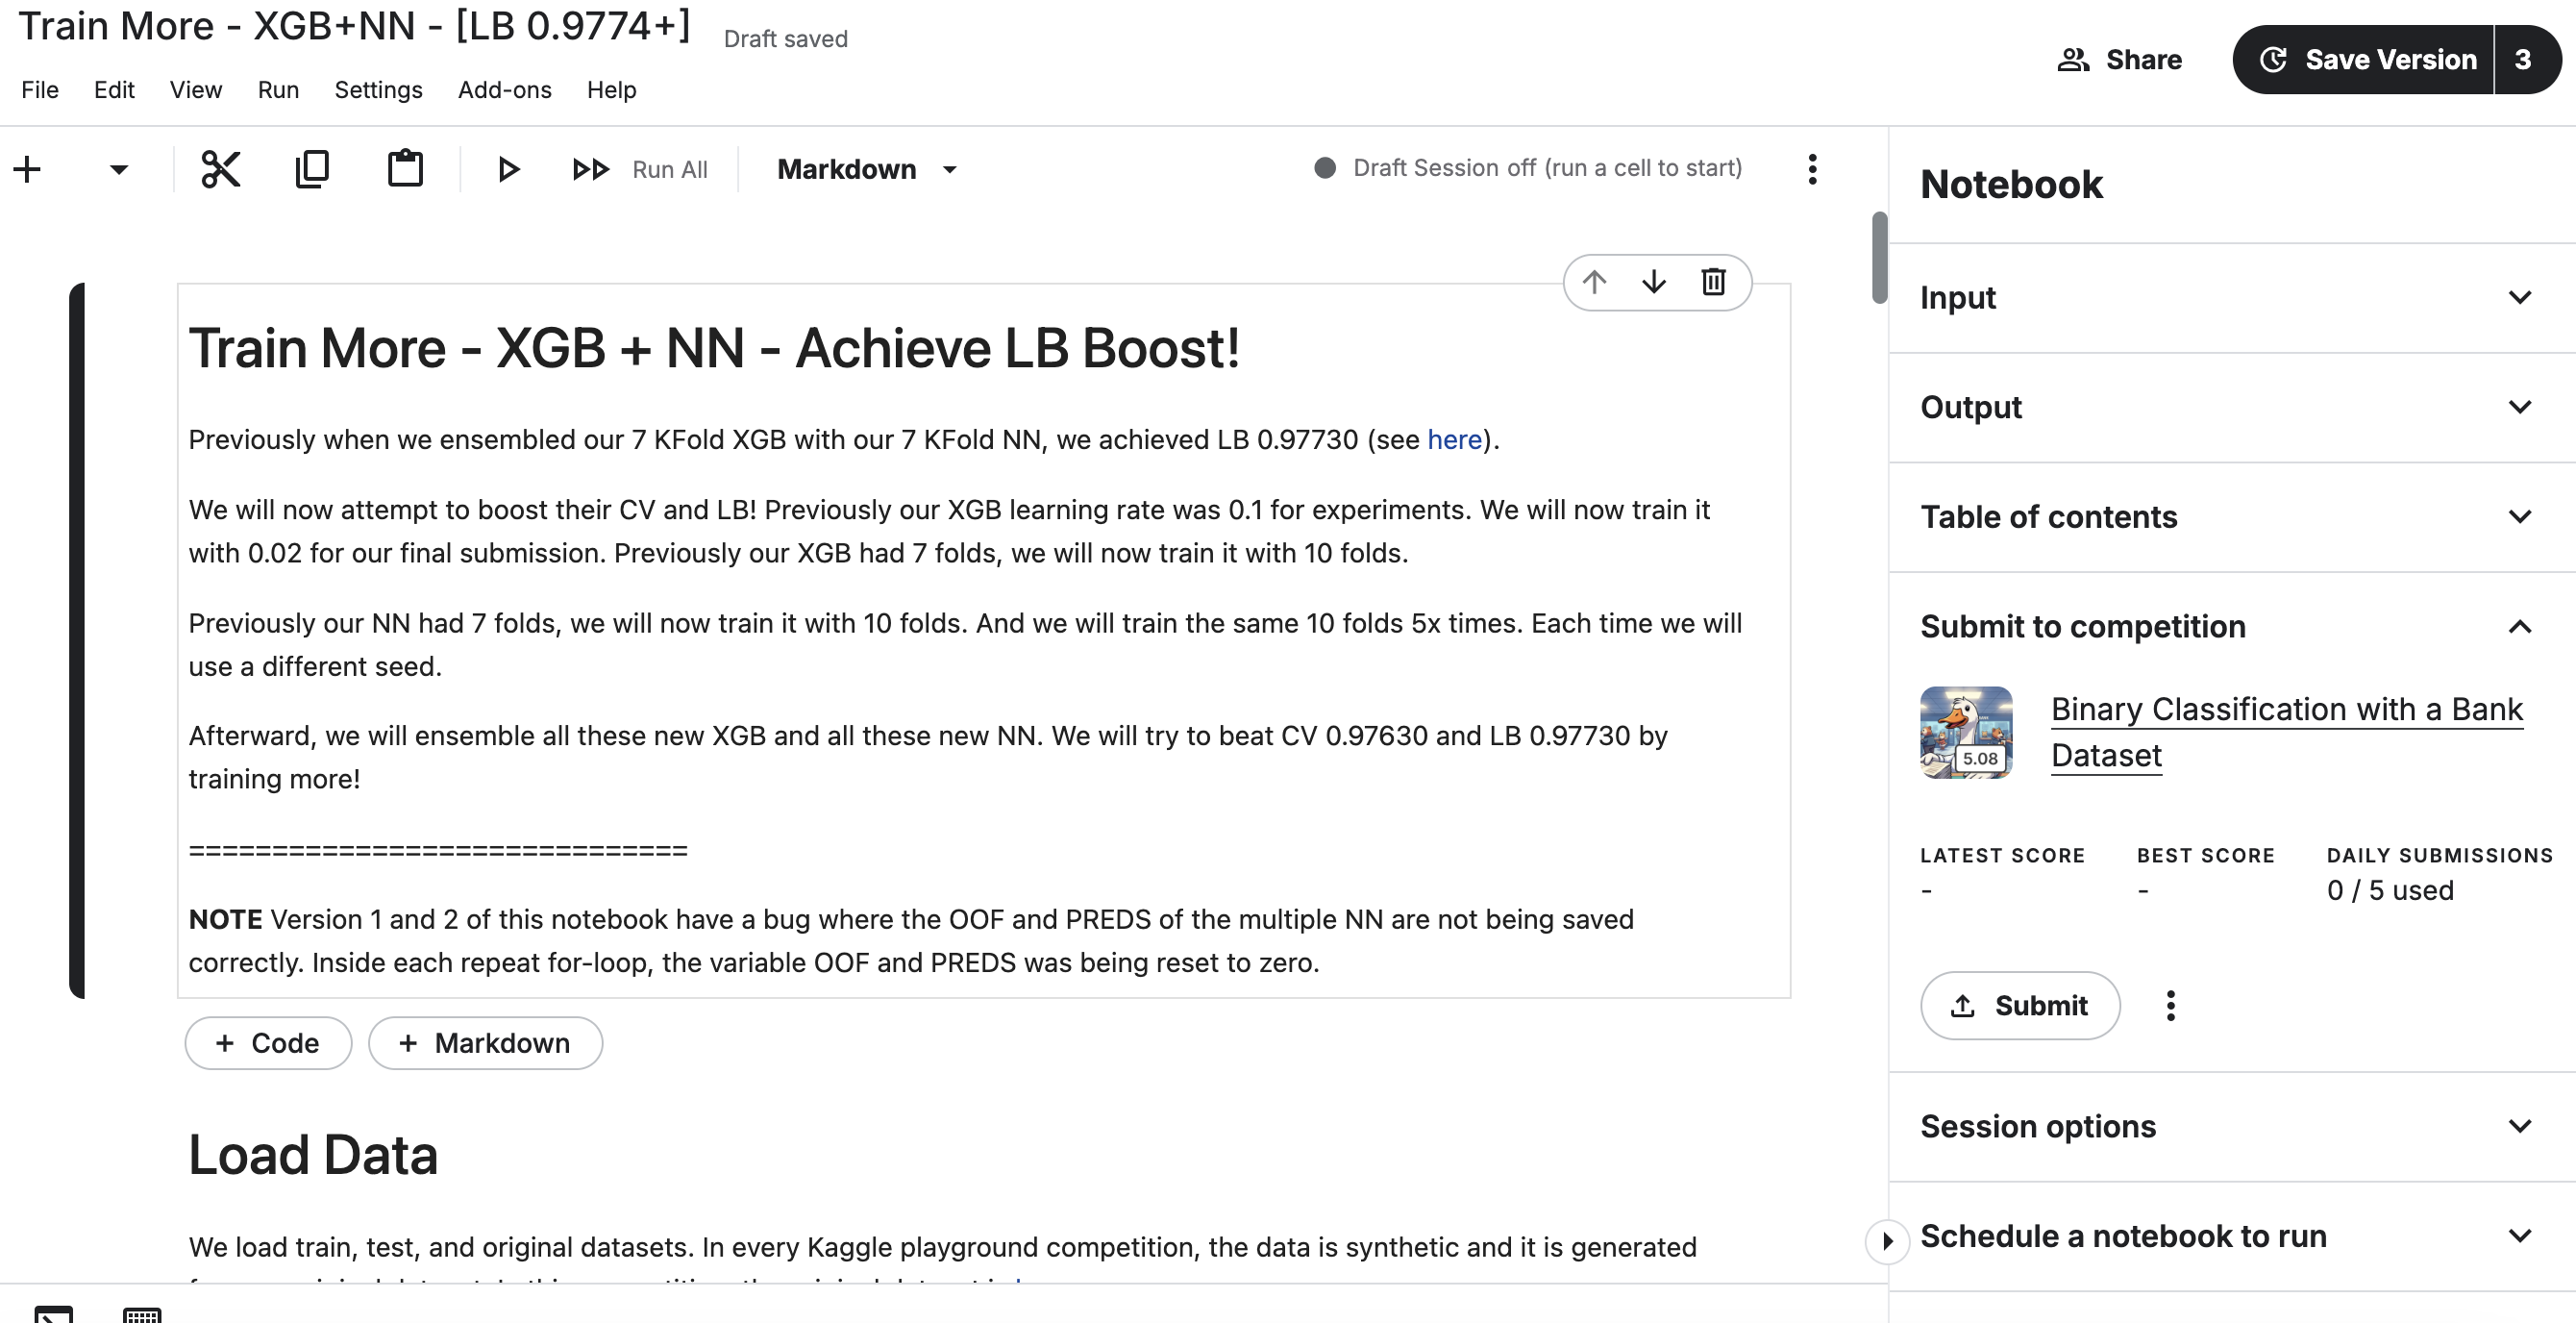 Train More - XGB+NN - [LB 0.9774+] Draft saved
File Edit View Run Settings Add-ons Help
Share
Save Version 3
Run All
Markdown
Draft Session off (run a cell to start)
Train More - XGB + NN - Achieve LB Boost!
Previously when we ensembled our 7 KFold XGB with our 7 KFold NN, we achieved LB 0.97730 (see here).
We will now attempt to boost their CV and LB! Previously our XGB learning rate was 0.1 for experiments. We will now train it
with 0.02 for our final submission. Previously our XGB had 7 folds, we will now train it with 10 folds.
Previously our NN had 7 folds, we will now train it with 10 folds. And we will train the same 10 folds 5x times. Each time we will
use a different seed.
Afterward, we will ensemble all these new XGB and all these new NN. We will try to beat CV 0.97630 and LB 0.97730 by
training more!
==============================
NOTE Version 1 and 2 of this notebook have a bug where the OOF and PREDS of the multiple NN are not being saved
correctly. Inside each repeat for-loop, the variable OOF and PREDS was being reset to zero.
+ Code + Markdown
Load Data
We load train, test, and original datasets. In every Kaggle playground competition, the data is synthetic and it is generated
Notebook
Input
Output
Table of contents
Submit to competition
5.08
Binary Classification with a Bank
Dataset
LATEST SCORE BEST SCORE DAILY SUBMISSIONS
- - 0 / 5 used
Submit
Session options
Schedule a notebook to run